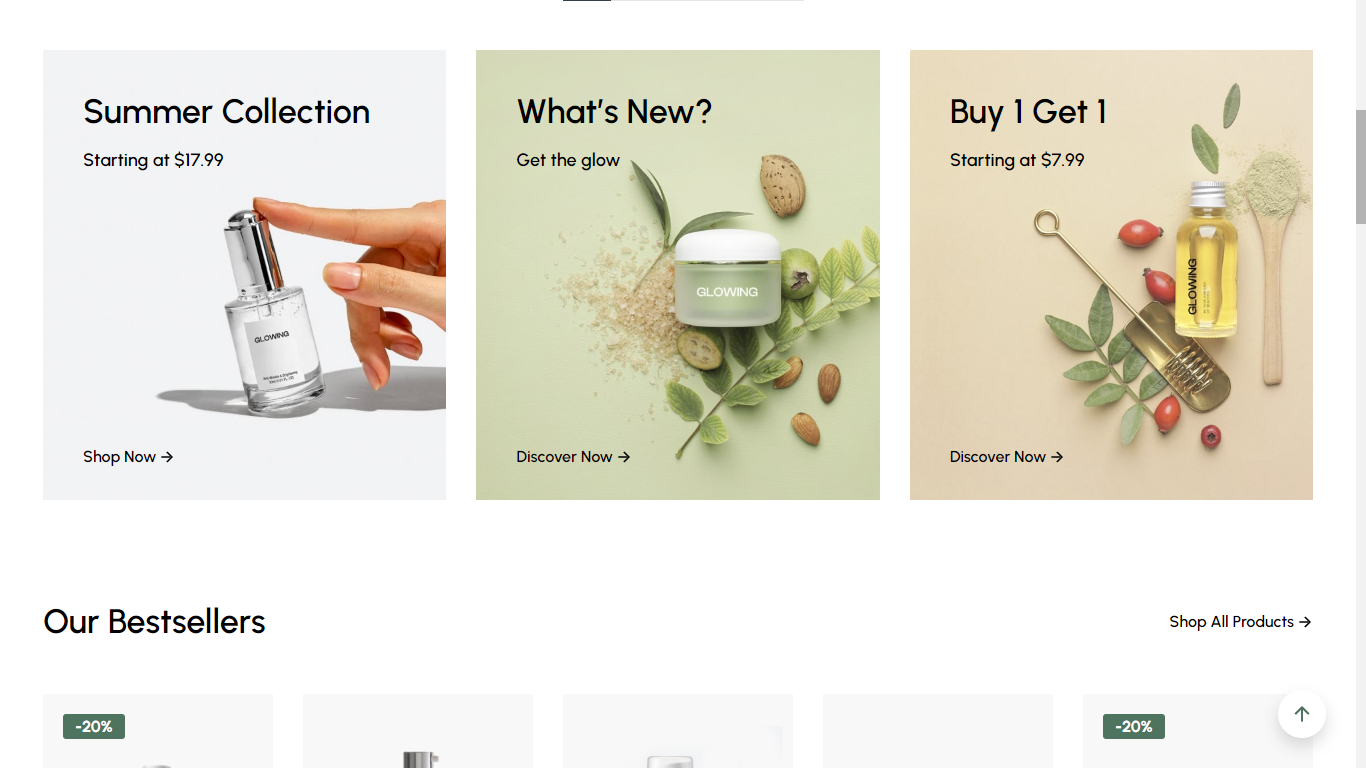 Summer Collection
Starting at $17.99
GLOWING
Shop Now →
What's New?
Get the glow
GLOWING
Discover Now →
Buy 1 Get 1
Starting at $7.99
GLOWING
Discover Now →
Our Bestsellers
Shop All Products →
-20%
-20%